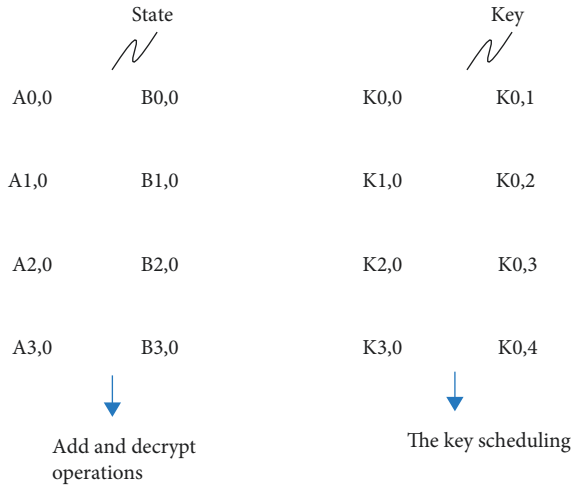 State Key
A0,0 B0,0 K0,0 K0,1
A1,0 B1,0 K1,0 K0,2
A2,0 B2,0 K2,0 K0,3
A3,0 B3,0 K3,0 K0,4
Add and decrypt
operations
The key scheduling